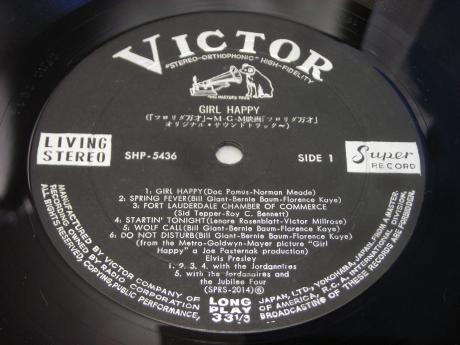 VICTOR
"STEREO-ORTHOPHONIC" HIGH-FIDELITY
"HIS MASTERS VOICE"
GIRL HAPPY
(「フロリダ万才」~M·G·M映画「フロリダ万才」
オリジナル·サウンドトラック~)
LIVING
STEREO
SHP-5436
SIDE 1
Super
RECORD
1: GIRL HAPPY(Doc Pomus-Norman Meade)
2: SPRING FEVER(Bill Giant-Bernie Baum-Florence Kaye)
3: FORT LAUDERDALE CHAMBER OF COMMERCE
(Sid Tepper-Roy C. Bennett)
4: STARTIN' TONIGHT(Lenore Rosenblatt-Victor Millrose)
5: WOLF CALL(Bill Giant-Bernie Baum-Florence Kaye)
6: DO NOT DISTURB(Bill Giant-Bernie Baum-Florence Kaye)
(from the Metro-Goldwyn-Mayer picture "Girl
Happy" a Joe Pasternak production)
Elvis Presley
with the Jordanaires
with the Jordanaires and
the Jubilee Four
(SPRS-2014)⑥
LONG
PLAY
33 1/3
MANUFACTURED BY VICTOR COMPANY OF JAPAN, LTD., YOKOHAMA, JAPAN, FROM A MASTER
RECORDING OWNED BY RADIO CORPORATION OF AMERICA, R.C.A. INTERNATIONAL DIVISION
ALL RIGHTS RESERVED. COPYING, PUBLIC PERFORMANCE, BROADCASTING OF THESE RECORDS ARE FORBIDDEN.